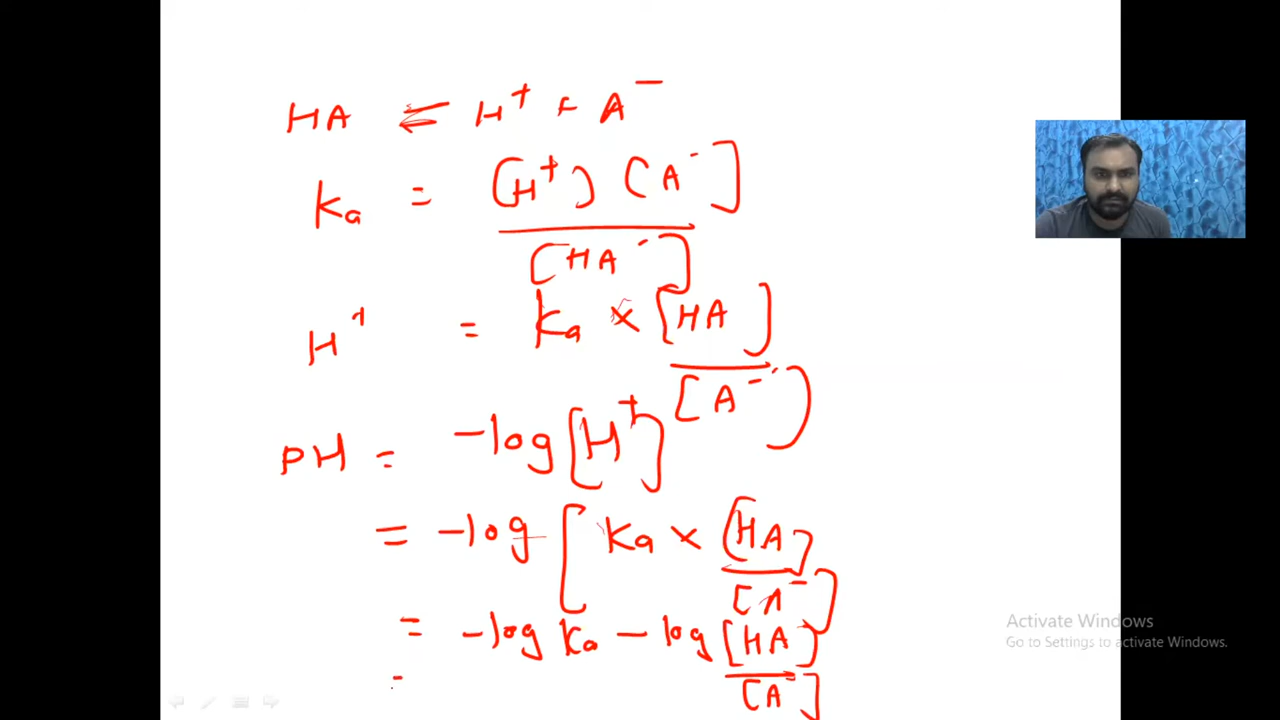 HA ⇌ H⁺ + A⁻
Ka = [H⁺) (A⁻]
[HA⁻]
H⁺ = Ka × [HA]
[A⁻]
PH = -log[H⁺]
= -log [Ka × [HA]
[A⁻]
= -log Ka - log [HA]
[A⁻]
=
Activate Windows
Go to Settings to activate Windows.